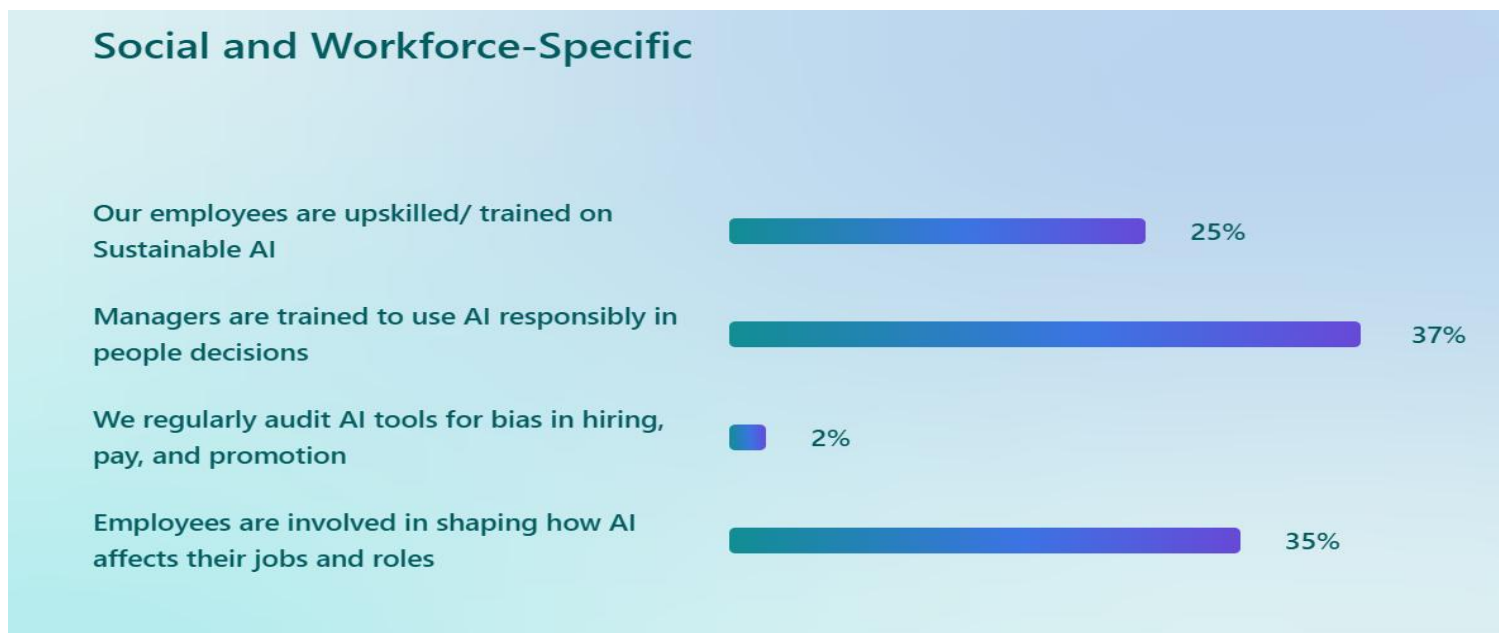 Social and Workforce-Specific
Our employees are upskilled/ trained on
Sustainable AI
25%
Managers are trained to use AI responsibly in
people decisions
37%
We regularly audit AI tools for bias in hiring,
pay, and promotion
2%
Employees are involved in shaping how AI
affects their jobs and roles
35%